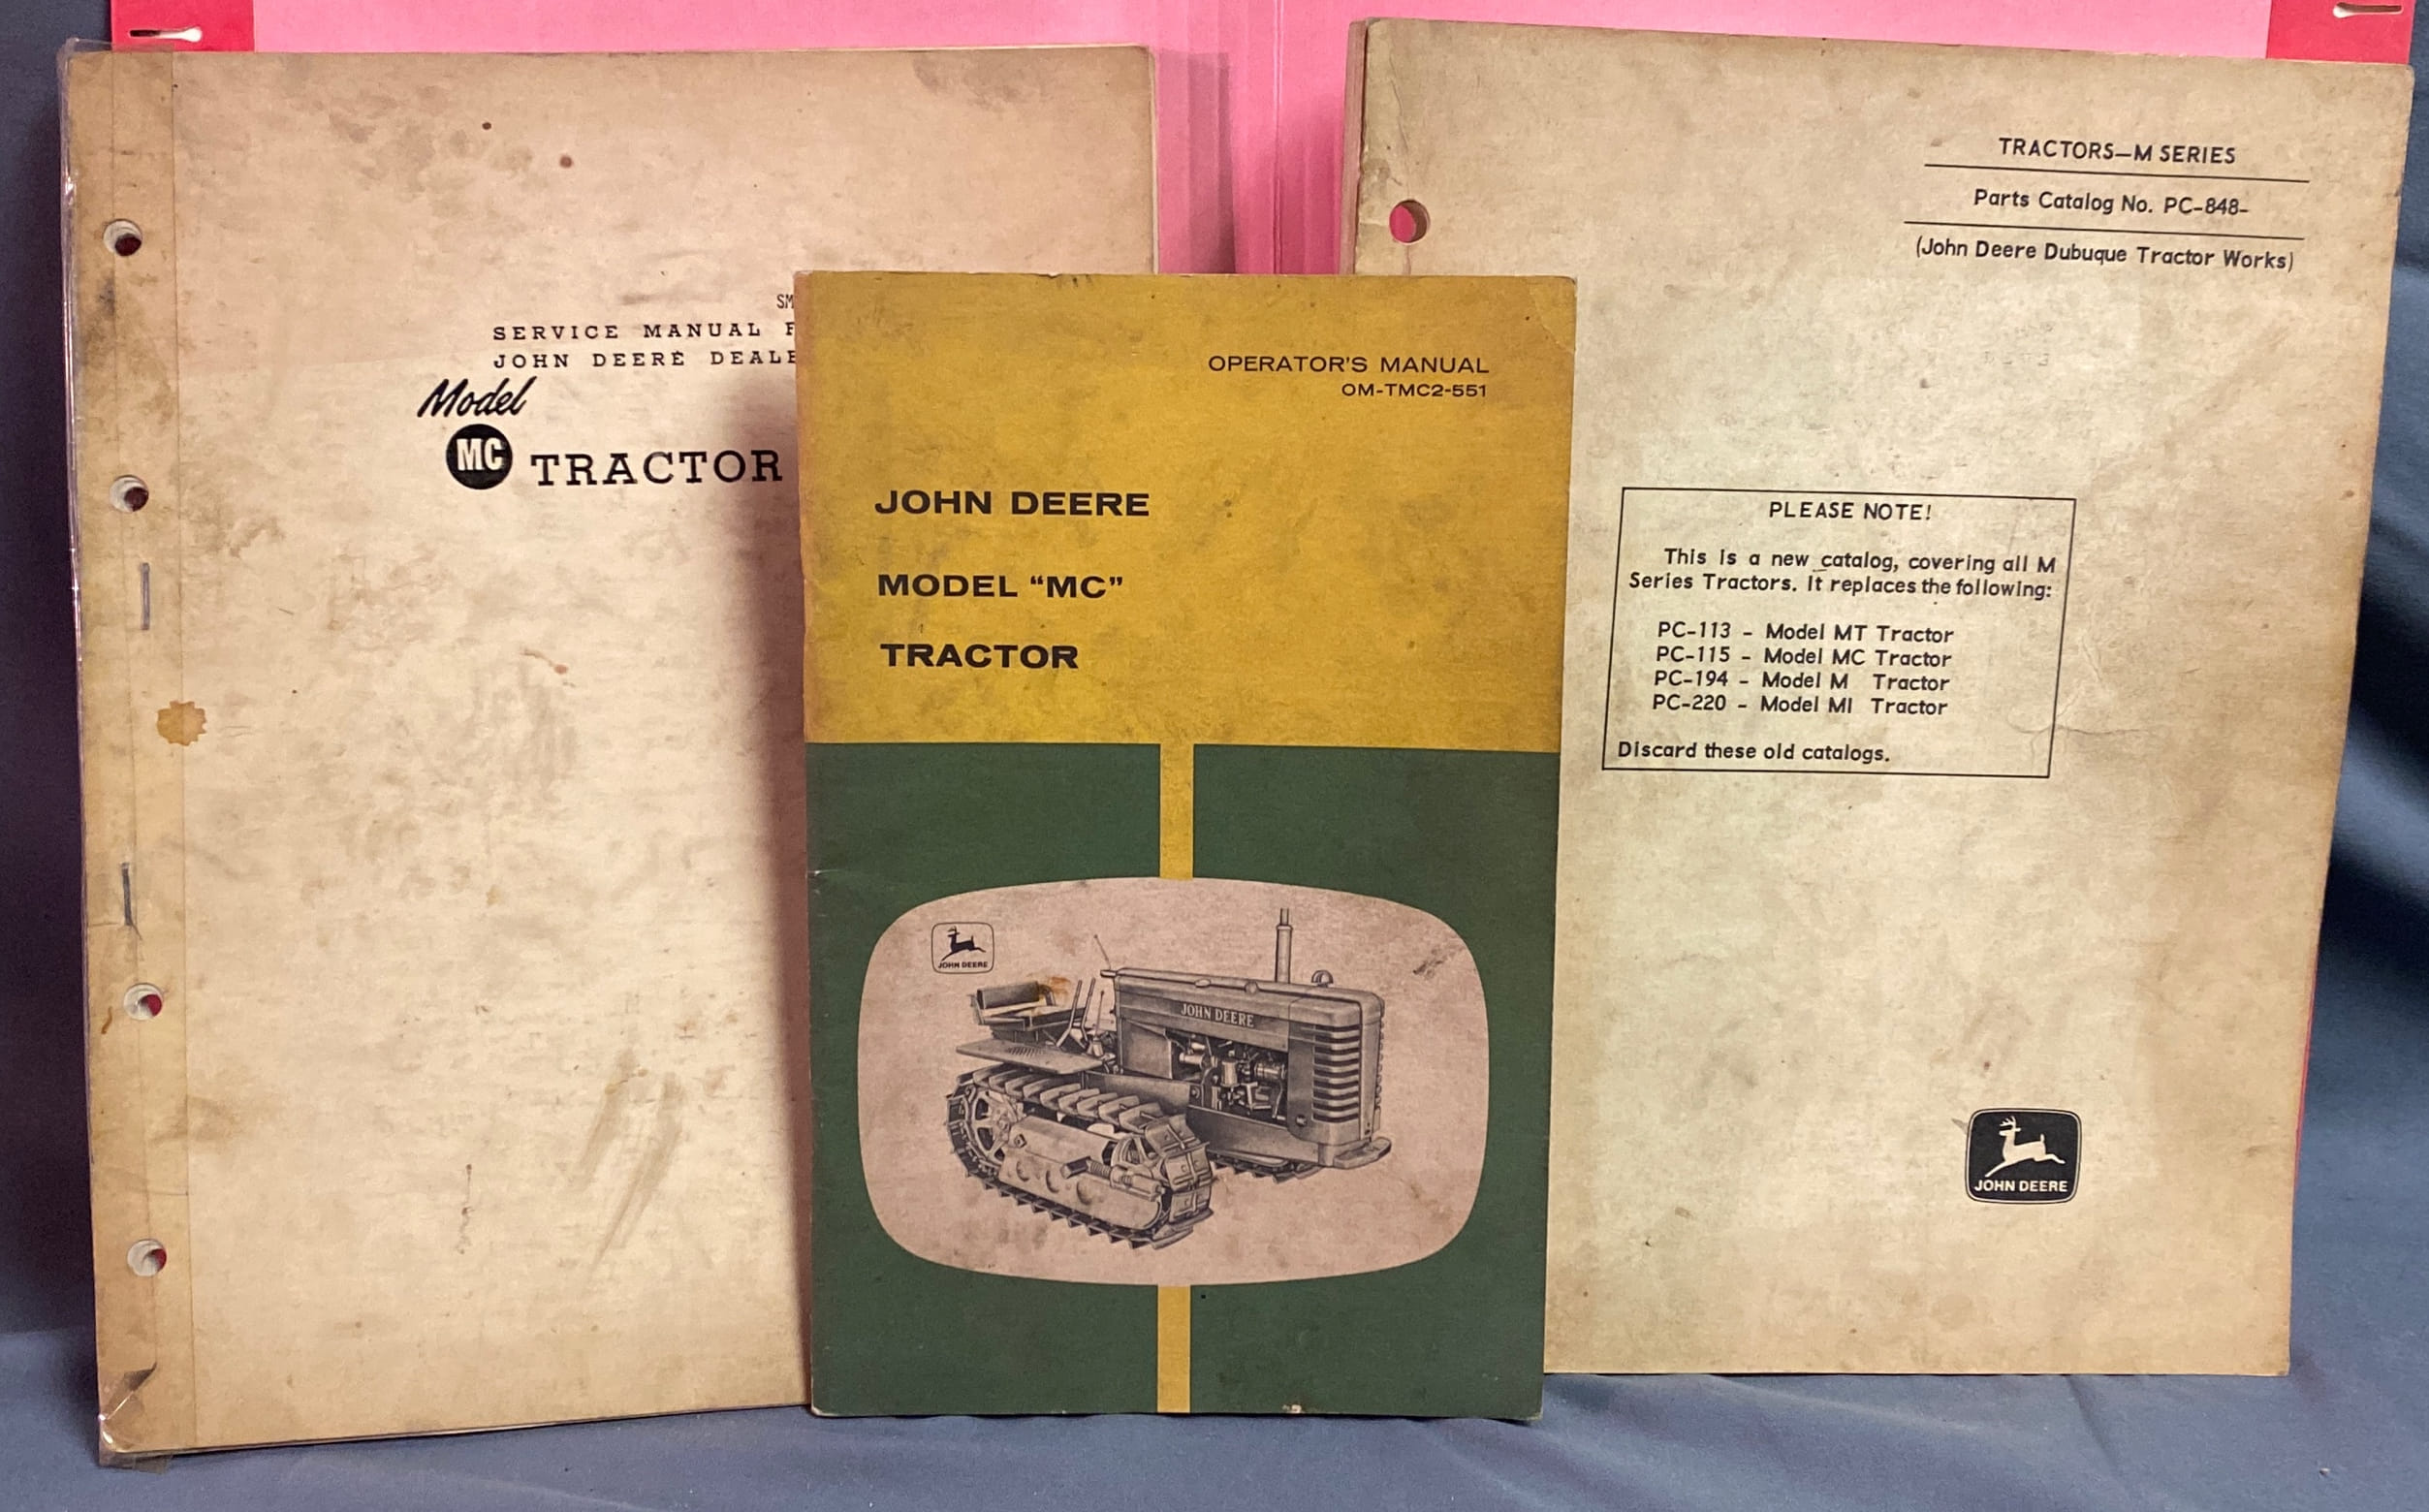 SM
SERVICE MANUAL F
JOHN DEERE DEALE
Model
MC TRACTOR
OPERATOR'S MANUAL
OM-TMC2-551
JOHN DEERE
MODEL “MC”
TRACTOR
JOHN DEERE
JOHN DEERE
TRACTORS—M SERIES
Parts Catalog No. PC-848-
(John Deere Dubuque Tractor Works)
PLEASE NOTE!
This is a new catalog, covering all M
Series Tractors. It replaces the following:
PC-113 - Model MT Tractor
PC-115 - Model MC Tractor
PC-194 - Model M Tractor
PC-220 - Model MI Tractor
Discard these old catalogs.
JOHN DEERE